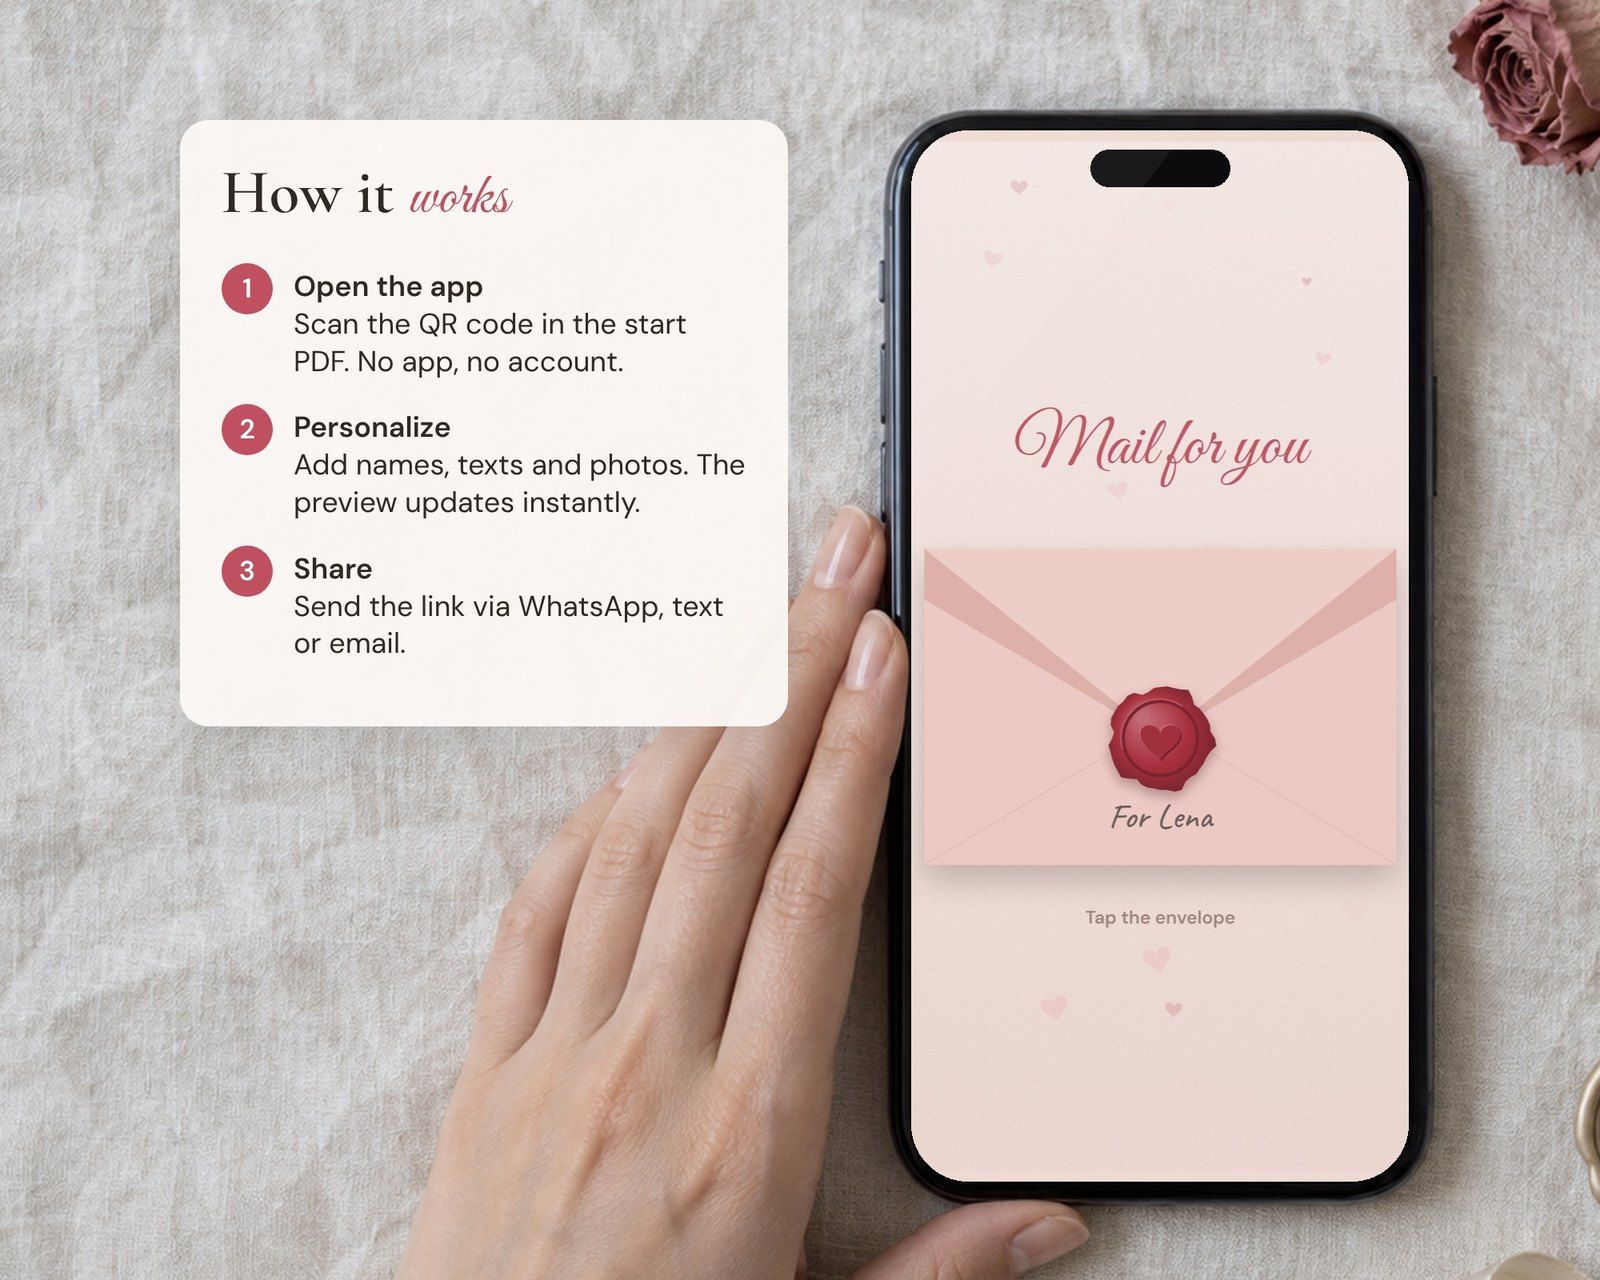 How it works
1
Open the app
Scan the QR code in the start
PDF. No app, no account.
2
Personalize
Add names, texts and photos. The
preview updates instantly.
3
Share
Send the link via WhatsApp, text
or email.
Mail for you
For Lena
Tap the envelope